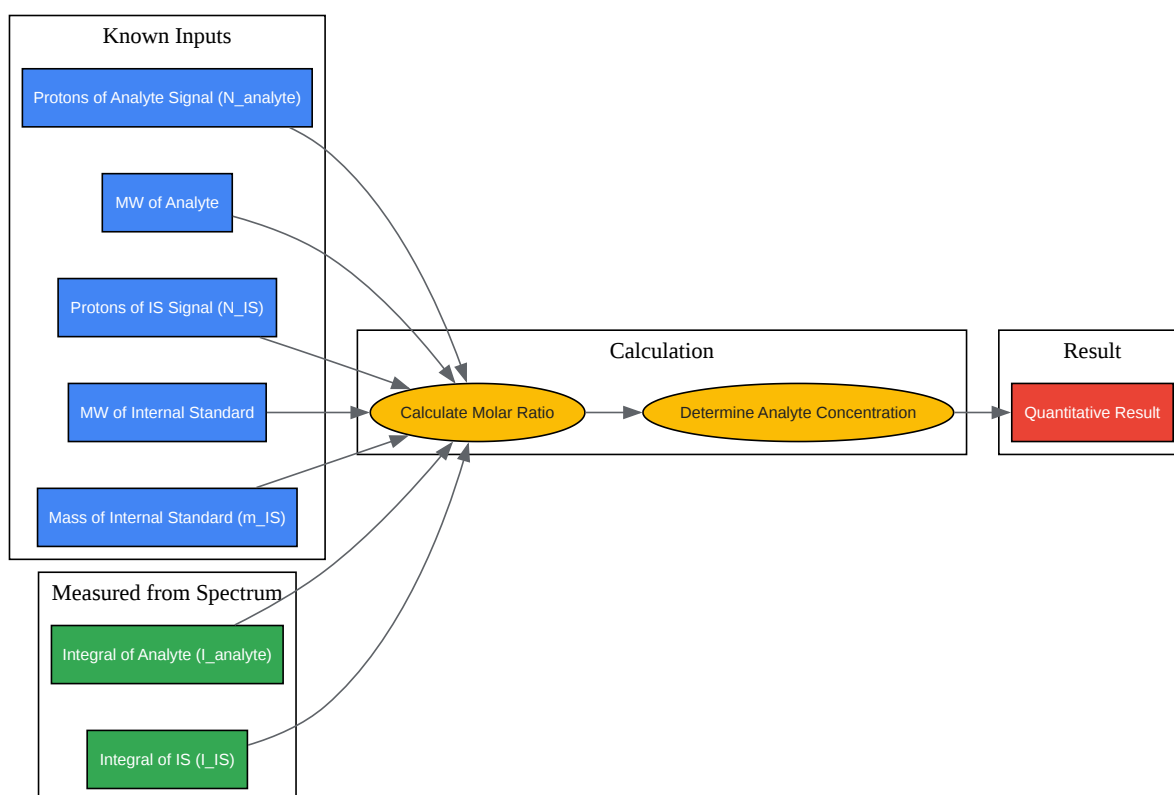 Known Inputs
Protons of Analyte Signal (N_analyte)
MW of Analyte
Protons of IS Signal (N_IS)
MW of Internal Standard
Mass of Internal Standard (m_IS)
Measured from Spectrum
Integral of Analyte (I_analyte)
Integral of IS (I_IS)
Calculation
Calculate Molar Ratio
Determine Analyte Concentration
Result
Quantitative Result